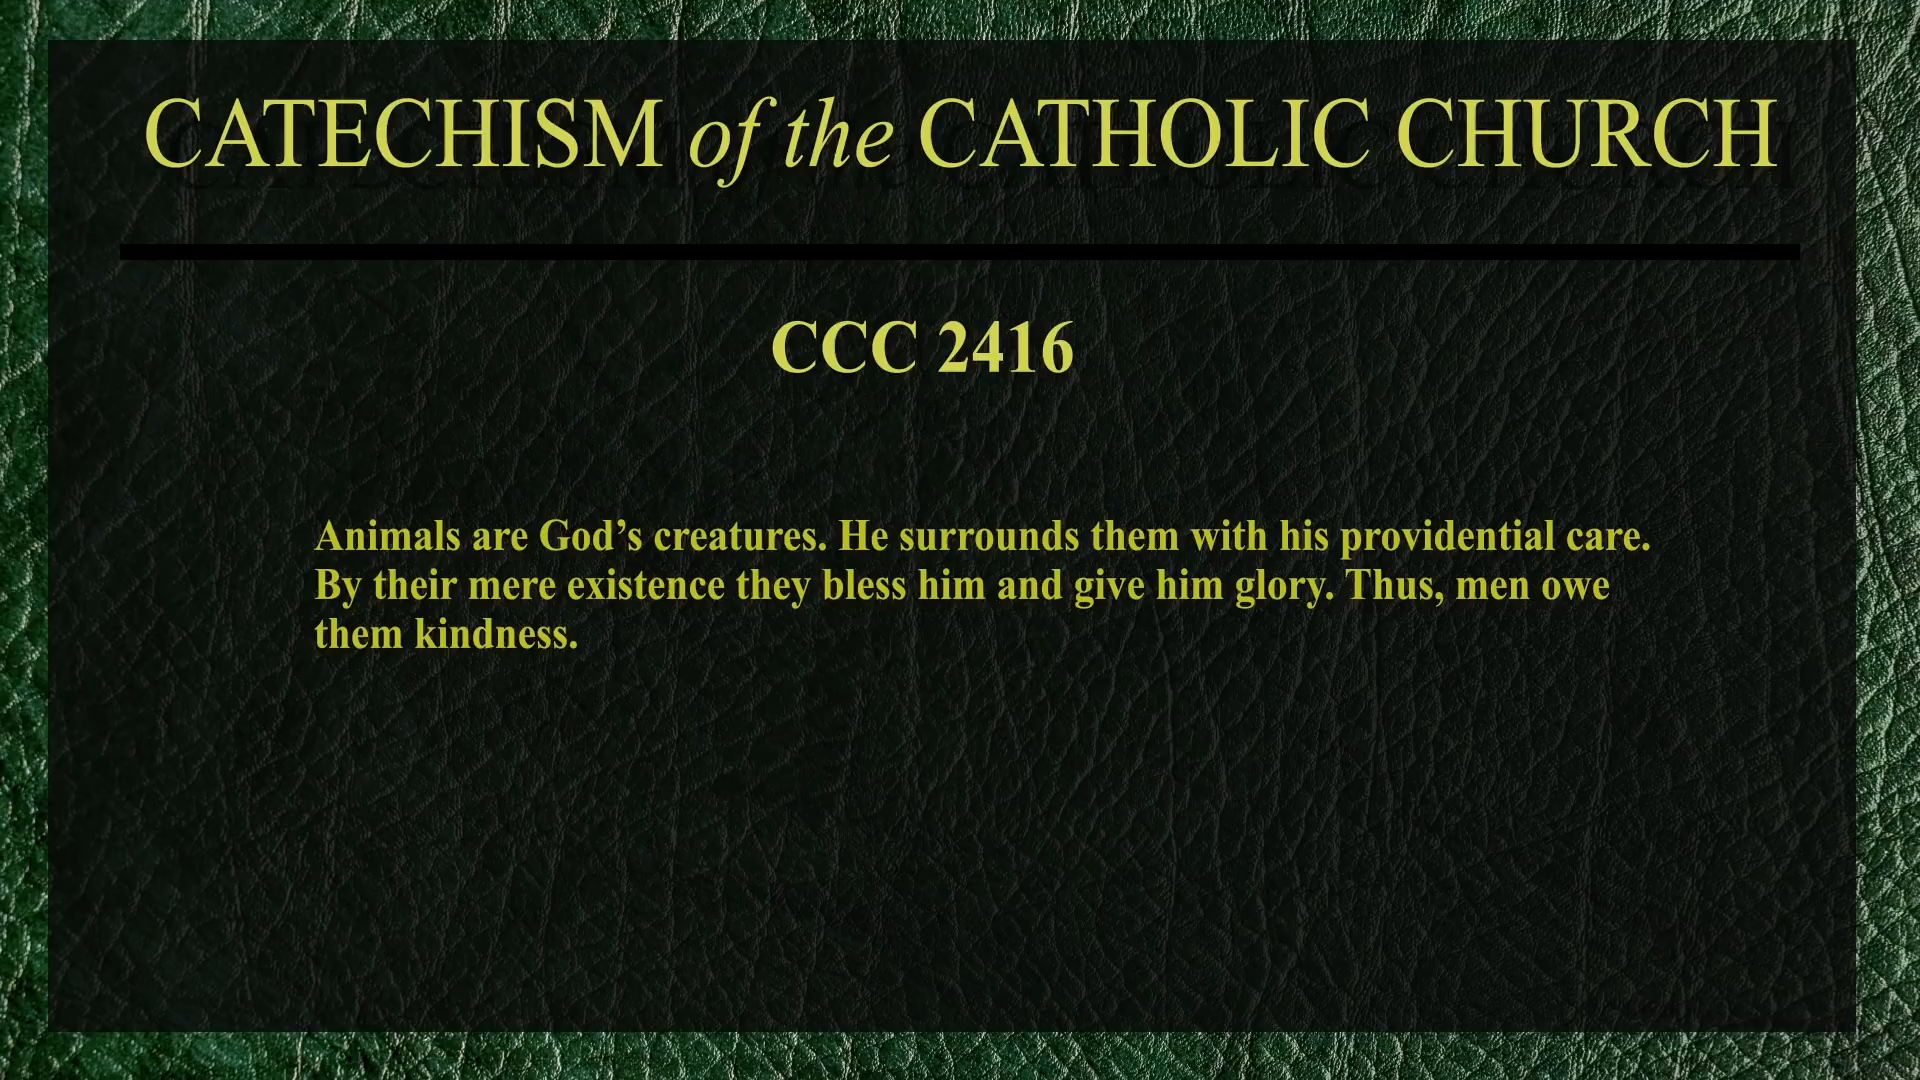 CATECHISM of the CATHOLIC CHURCH
CCC 2416
Animals are God’s creatures. He surrounds them with his providential care.
By their mere existence they bless him and give him glory. Thus, men owe
them kindness.